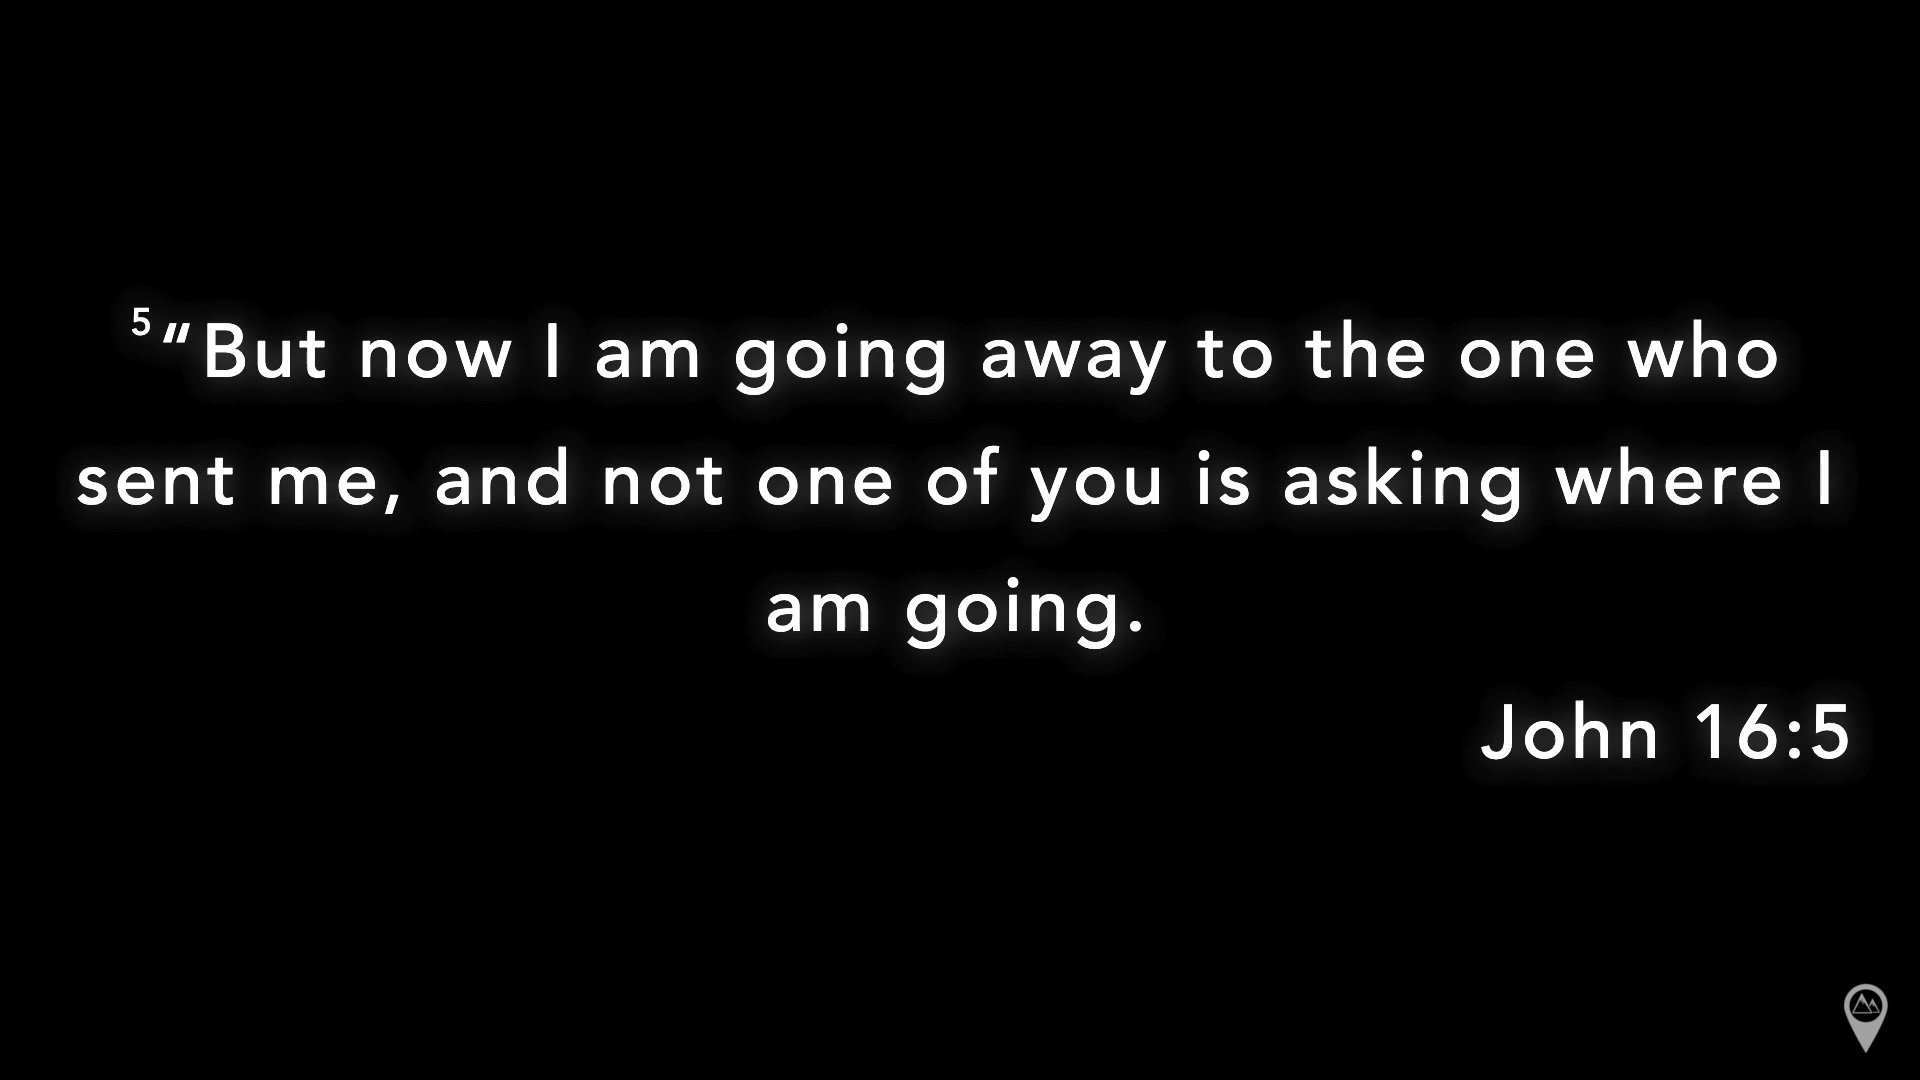 ⁵“But now I am going away to the one who
sent me, and not one of you is asking where I
am going.
John 16:5